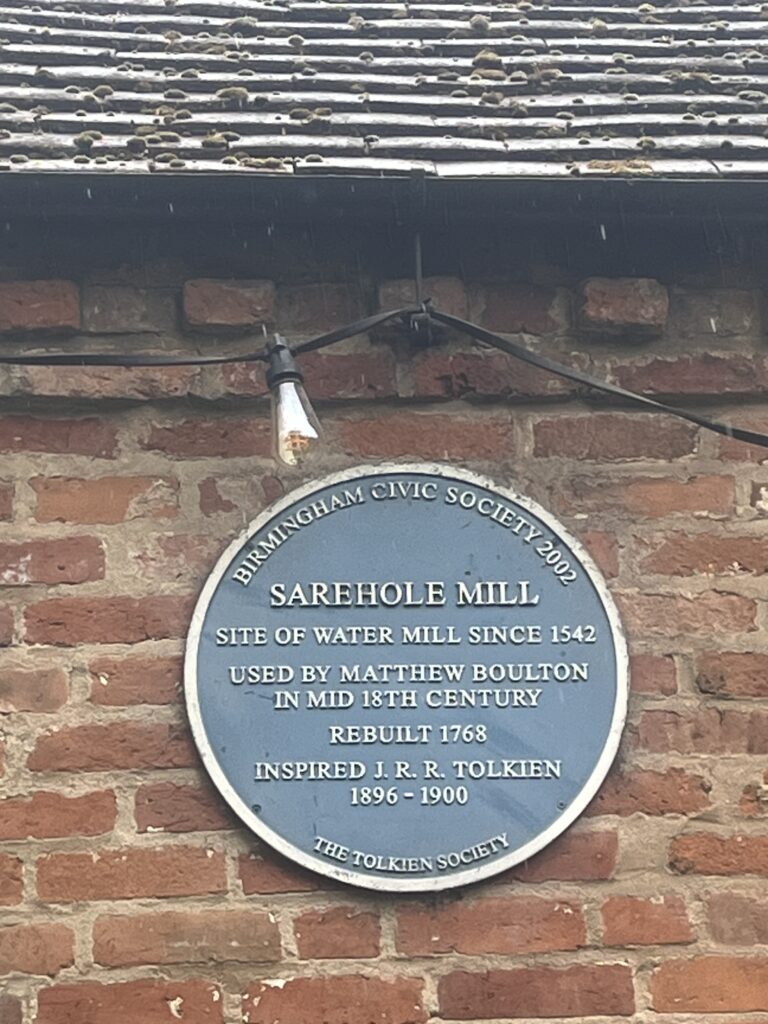 BIRMINGHAM CIVIC SOCIETY 2002
SAREHOLE MILL
SITE OF WATER MILL SINCE 1542
USED BY MATTHEW BOULTON
IN MID 18TH CENTURY
REBUILT 1768
INSPIRED J. R. R. TOLKIEN
1896 - 1900
THE TOLKIEN SOCIETY